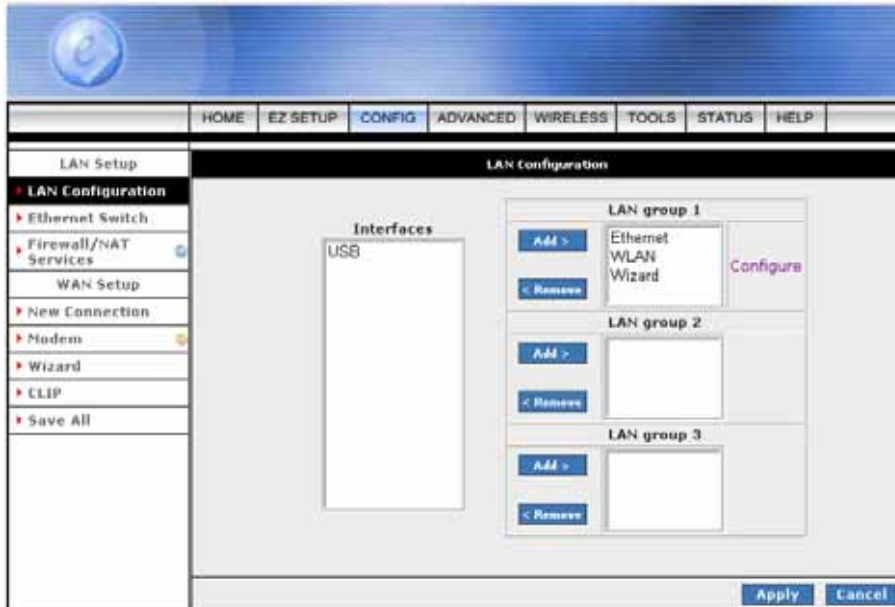 e
HOME EZ SETUP CONFIG ADVANCED WIRELESS TOOLS STATUS HELP
LAN Setup
LAN Configuration
Ethernet Switch
Firewall/NAT
Services
WAN Setup
New Connection
Modem
Wizard
CLIP
Save All
LAN Configuration
Interfaces
USB
LAN group 1
Add >
< Remove
Ethernet
WLAN
Wizard
Configure
LAN group 2
Add >
< Remove
LAN group 3
Add >
< Remove
Apply Cancel